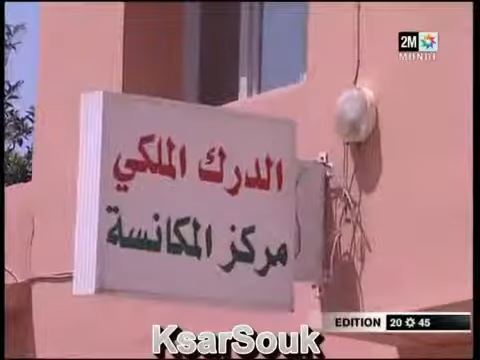 2M
MONDE
الدرك الملكي
مركز المكانسة
EDITION 20 45
KsarSouk